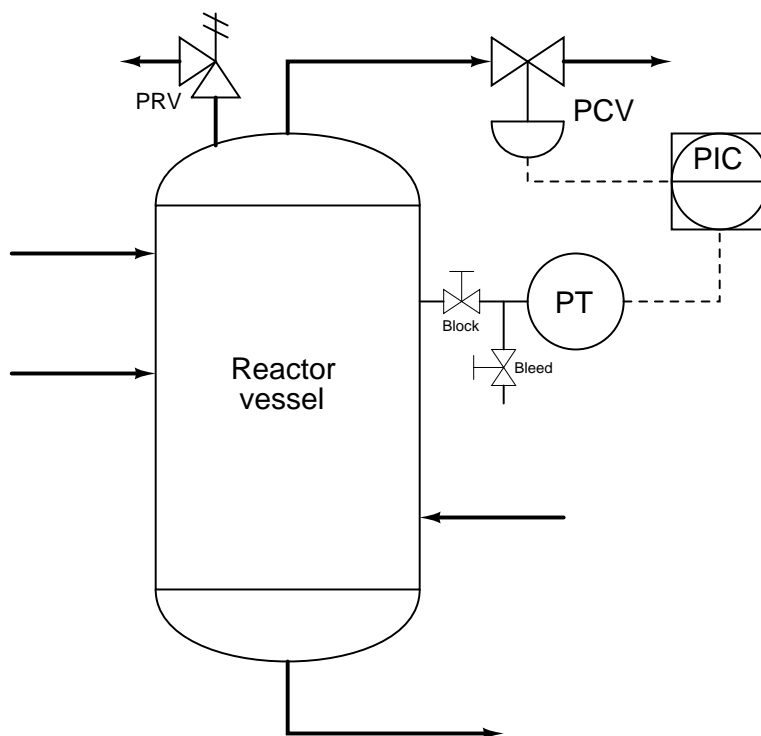 PRV
PCV
PIC
PT
Block
Bleed
Reactor
vessel